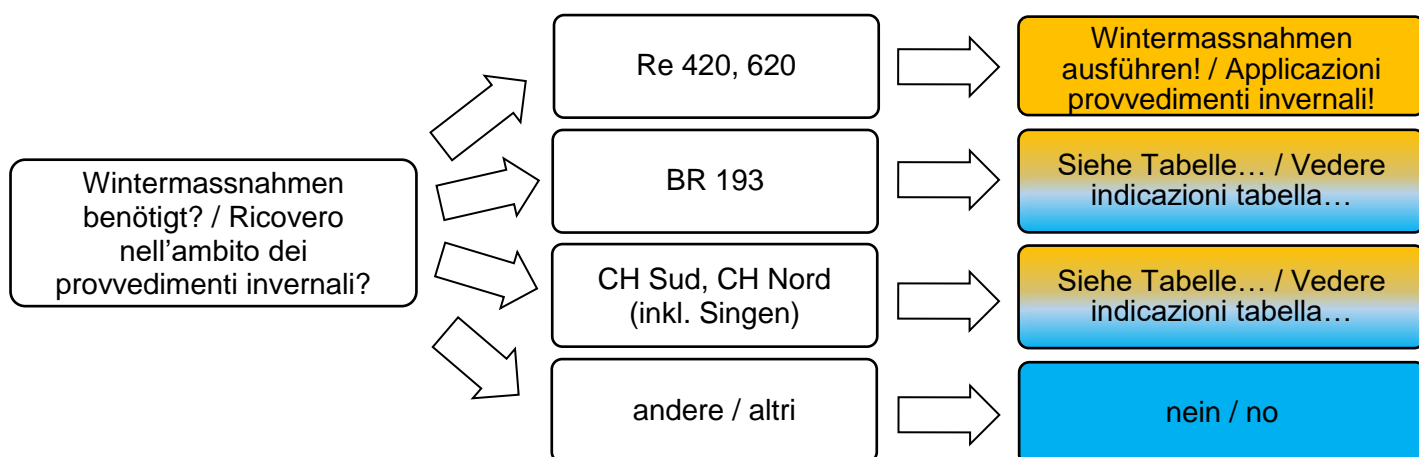 Wintermassnahmen
benötigt? / Ricovero
nell’ambito dei
provvedimenti invernali?
Re 420, 620
Wintermassnahmen
ausführen! / Applicazioni
provvedimenti invernali!
BR 193
Siehe Tabelle… / Vedere
indicazioni tabella…
CH Sud, CH Nord
(inkl. Singen)
Siehe Tabelle… / Vedere
indicazioni tabella…
andere / altri
nein / no